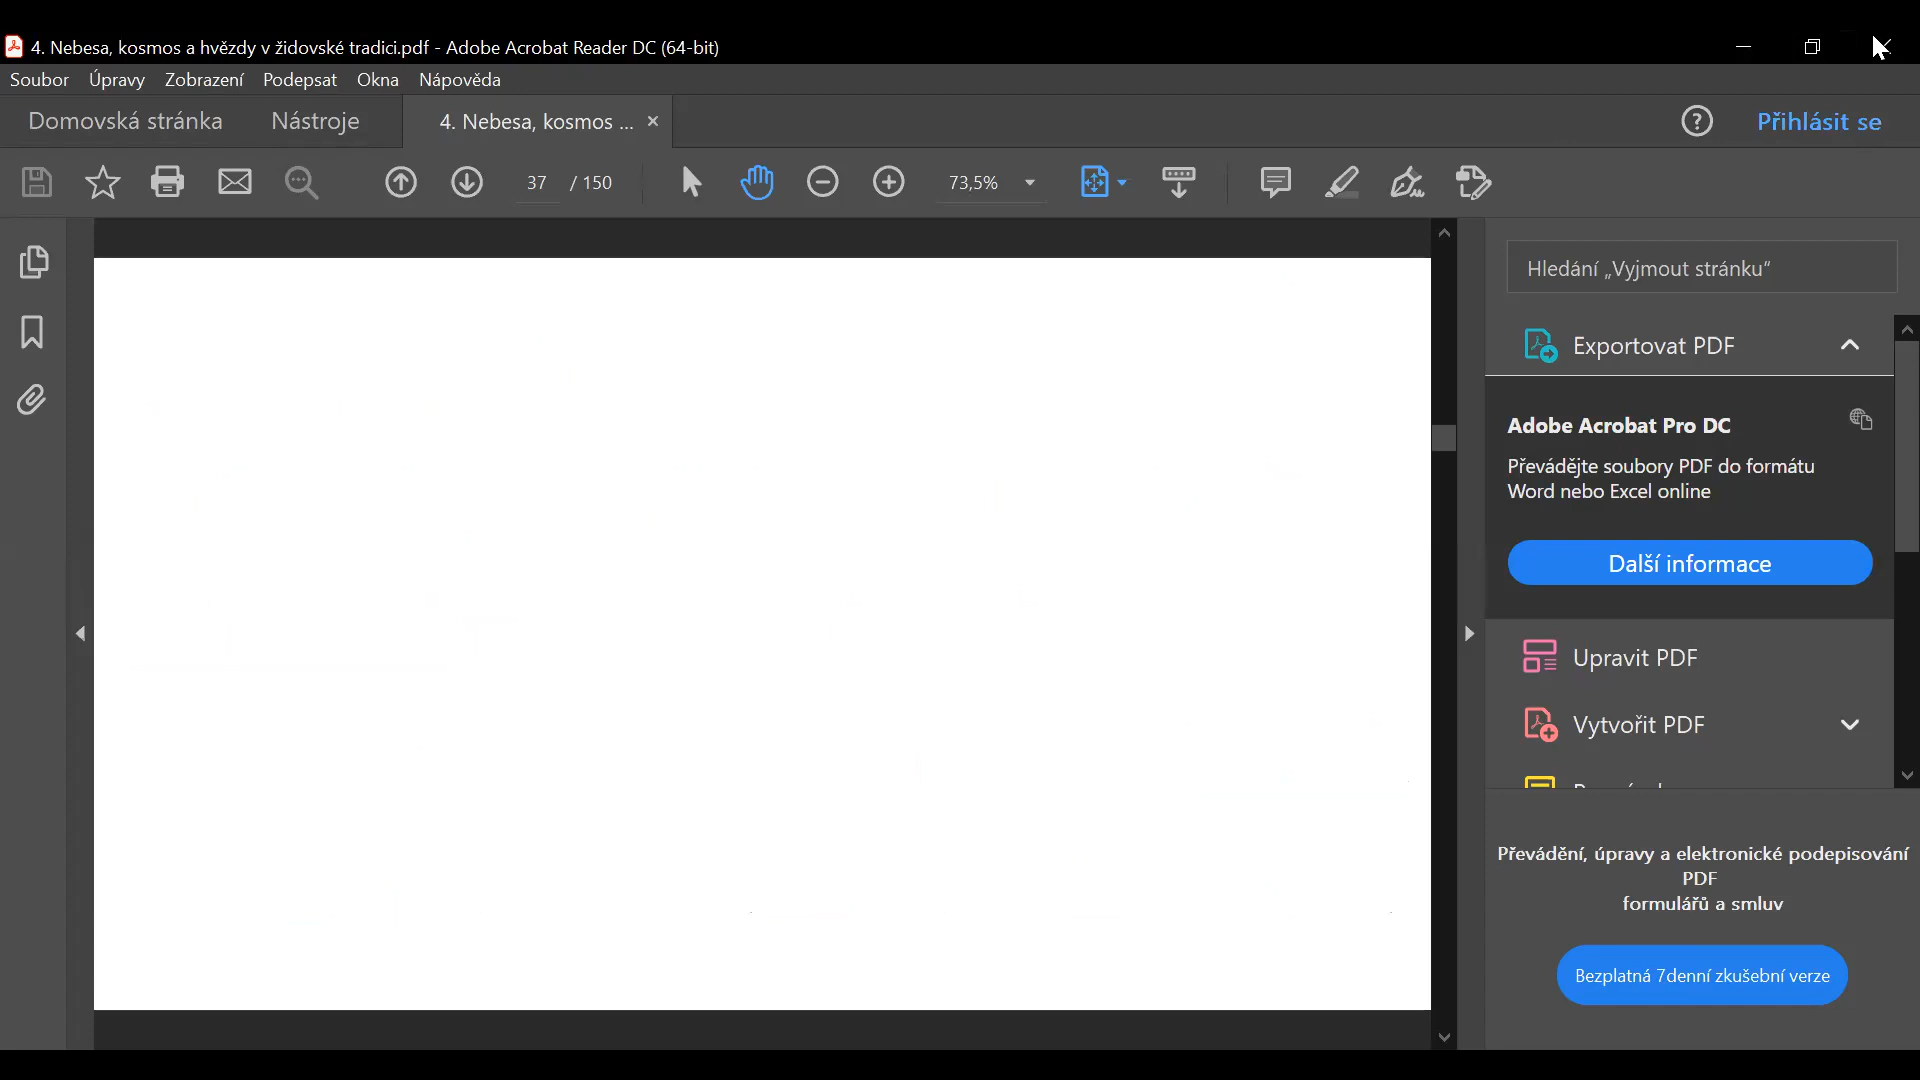 4. Nebesa, kosmos a hvězdy v židovské tradici.pdf - Adobe Acrobat Reader DC (64-bit)
Soubor Úpravy Zobrazení Podepsat Okna Nápověda
Domovská stránka Nástroje 4. Nebesa, kosmos ... Přihlásit se
37 / 150 73,5%
Hledání „Vyjmout stránku“
Exportovat PDF
Adobe Acrobat Pro DC
Převádějte soubory PDF do formátu
Word nebo Excel online
Další informace
Upravit PDF
Vytvořit PDF
Převádění, úpravy a elektronické podepisování
PDF
formulářů a smluv
Bezplatná 7denní zkušební verze